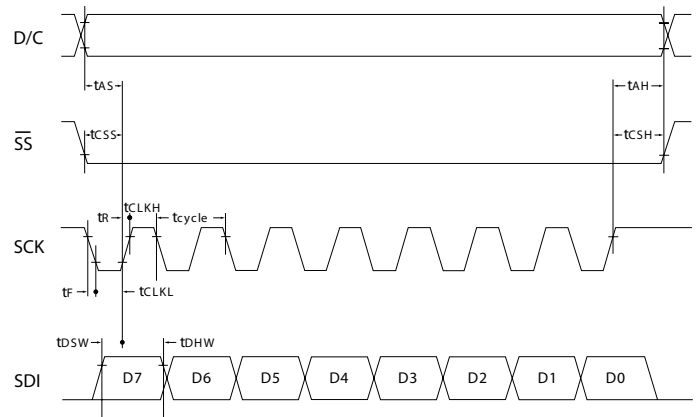 D/C
tAS
tAH
SS
tCSS
tCSH
tR
tCLKH
tcycle
SCK
tF
tCLKL
tDSW
tDHW
SDI
D7 D6 D5 D4 D3 D2 D1 D0